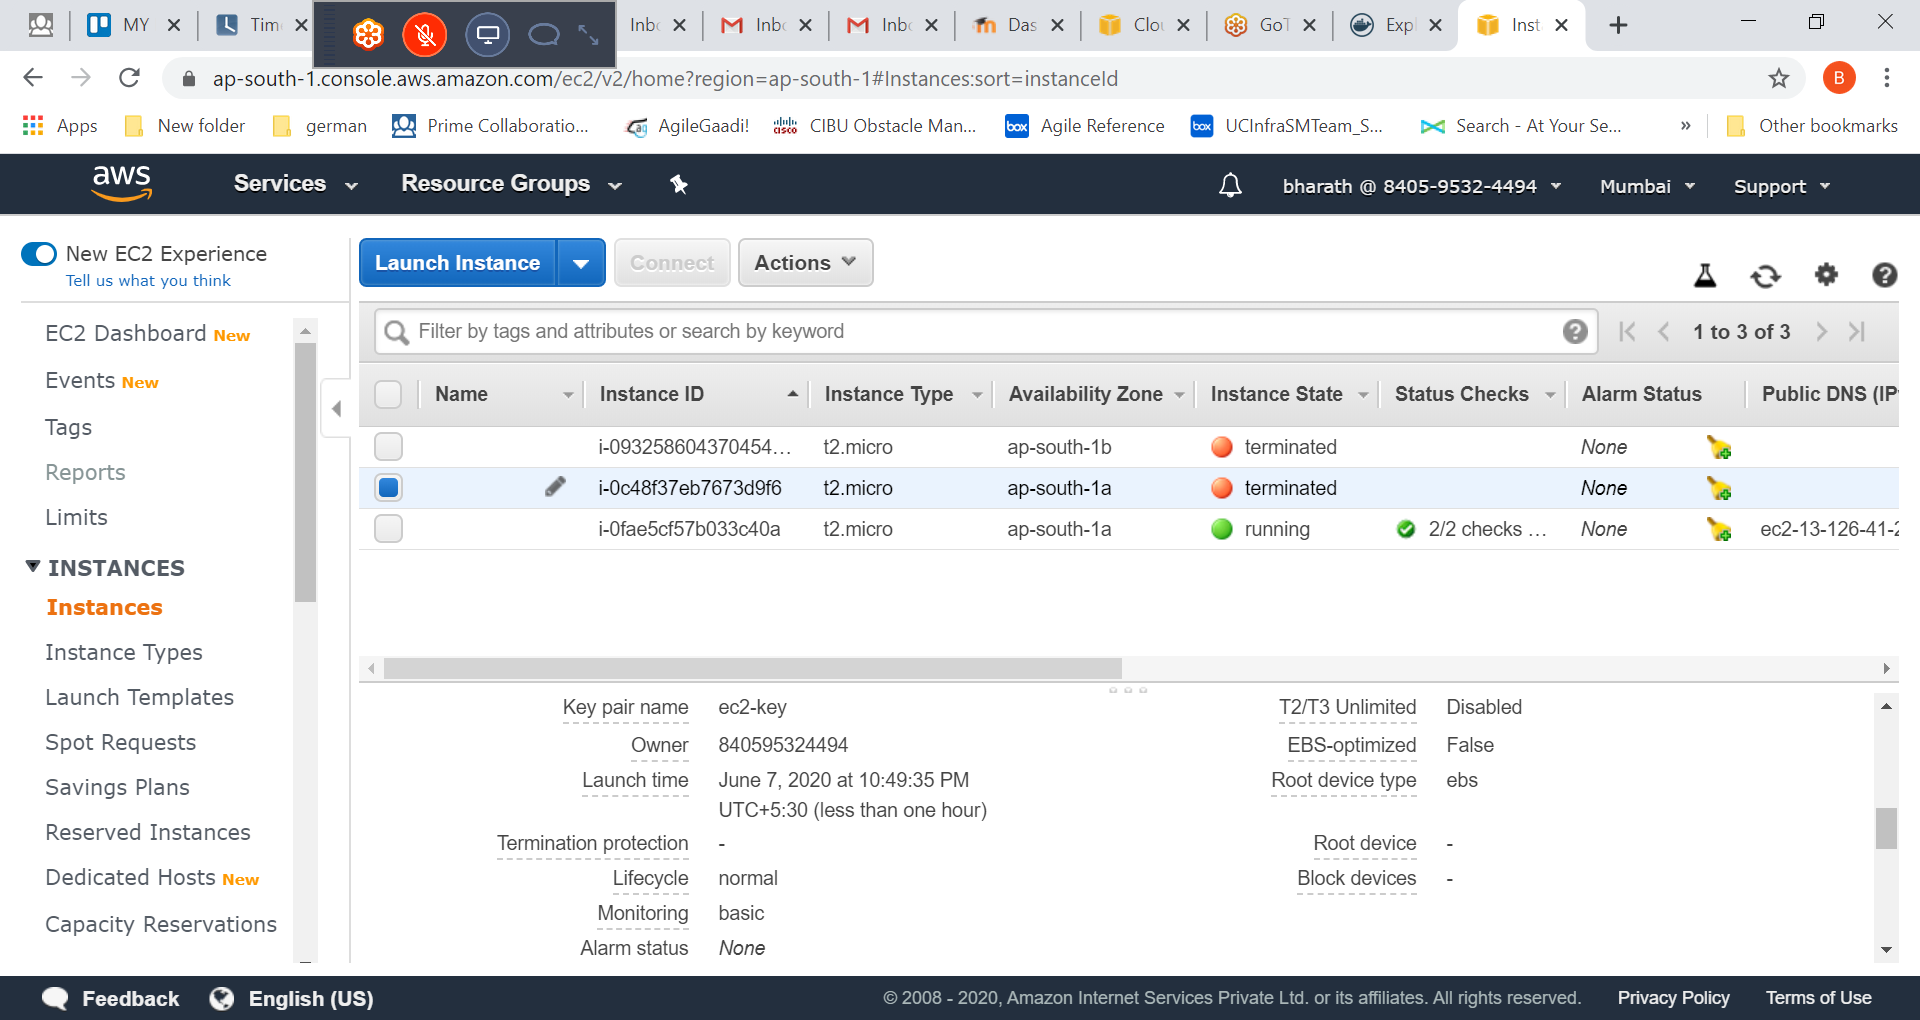 MY
Tim
Inbc
Inbc
Inbc
Das
Clou
GoT
Expl
Inst
ap-south-1.console.aws.amazon.com/ec2/v2/home?region=ap-south-1#Instances:sort=instanceId
B
Apps
New folder
german
Prime Collaboratio...
AgileGaadi!
CIBU Obstacle Man...
box Agile Reference
box UCInfraSMTeam_S...
Search - At Your Se...
»
Other bookmarks
aws
Services
Resource Groups
bharath @ 8405-9532-4494
Mumbai
Support
New EC2 Experience
Tell us what you think
Launch Instance
Connect
Actions
EC2 Dashboard New
Events New
Tags
Reports
Limits
INSTANCES
Instances
Instance Types
Launch Templates
Spot Requests
Savings Plans
Reserved Instances
Dedicated Hosts New
Capacity Reservations
Filter by tags and attributes or search by keyword
1 to 3 of 3
Name Instance ID Instance Type Availability Zone Instance State Status Checks Alarm Status Public DNS (IP
i-093258604370454... t2.micro ap-south-1b terminated None
i-0c48f37eb7673d9f6 t2.micro ap-south-1a terminated None
i-0fae5cf57b033c40a t2.micro ap-south-1a running 2/2 checks ... None ec2-13-126-41-2
Key pair name ec2-key
T2/T3 Unlimited Disabled
Owner 840595324494
EBS-optimized False
Launch time June 7, 2020 at 10:49:35 PM
UTC+5:30 (less than one hour)
Root device type ebs
Termination protection -
Root device -
Lifecycle normal
Block devices -
Monitoring basic
Alarm status None
Feedback
English (US)
© 2008 - 2020, Amazon Internet Services Private Ltd. or its affiliates. All rights reserved.
Privacy Policy
Terms of Use